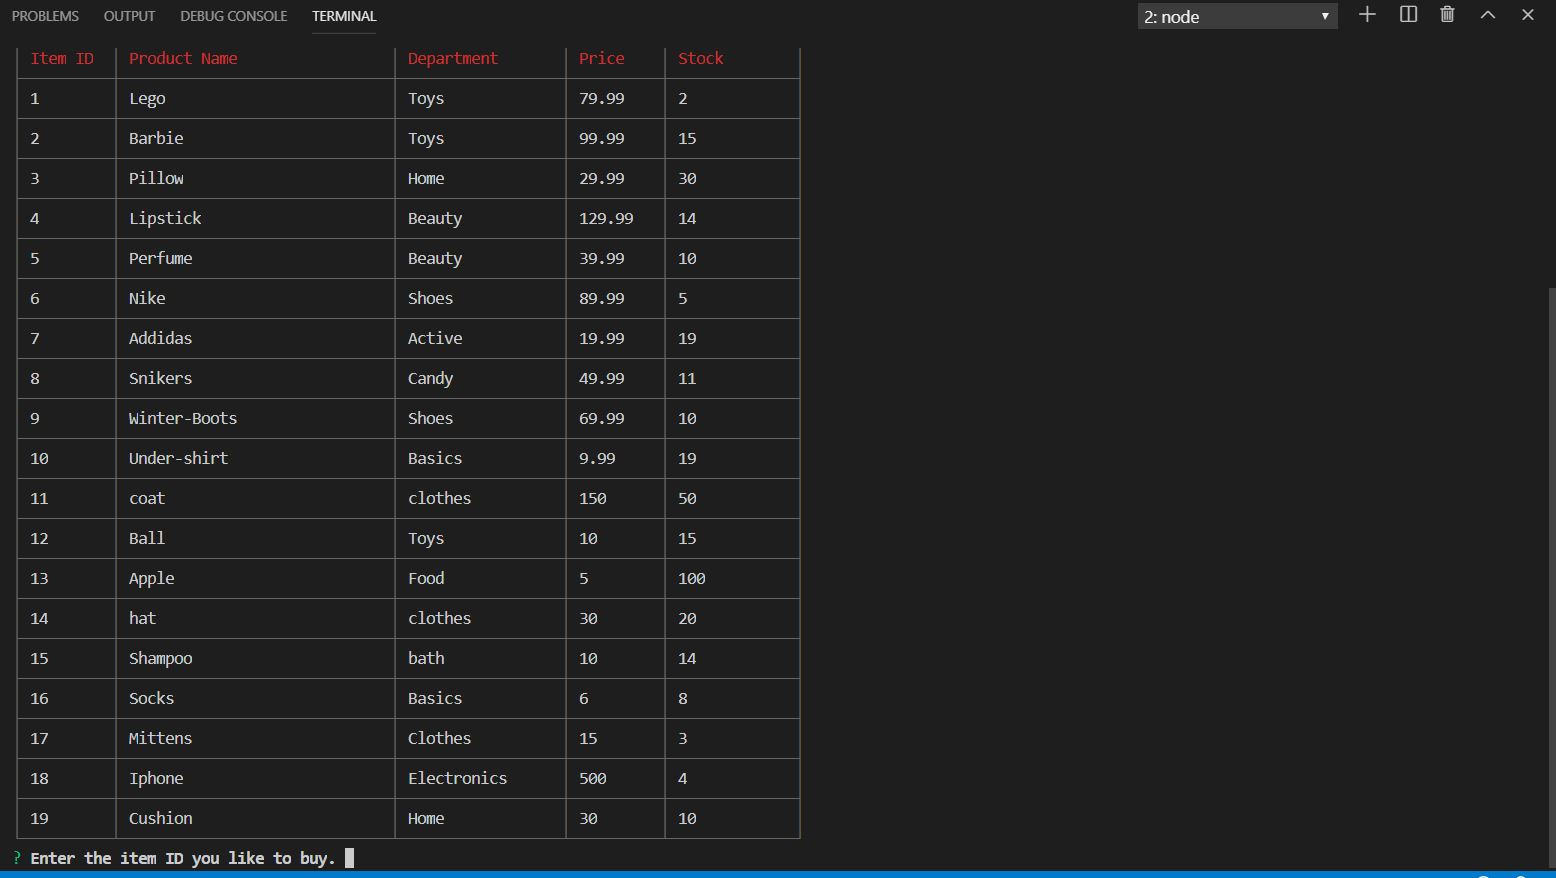 PROBLEMS OUTPUT DEBUG CONSOLE TERMINAL 2: node
Item ID Product Name Department Price Stock
1 Lego Toys 79.99 2
2 Barbie Toys 99.99 15
3 Pillow Home 29.99 30
4 Lipstick Beauty 129.99 14
5 Perfume Beauty 39.99 10
6 Nike Shoes 89.99 5
7 Addidas Active 19.99 19
8 Snikers Candy 49.99 11
9 Winter-Boots Shoes 69.99 10
10 Under-shirt Basics 9.99 19
11 coat clothes 150 50
12 Ball Toys 10 15
13 Apple Food 5 100
14 hat clothes 30 20
15 Shampoo bath 10 14
16 Socks Basics 6 8
17 Mittens Clothes 15 3
18 Iphone Electronics 500 4
19 Cushion Home 30 10
? Enter the item ID you like to buy.